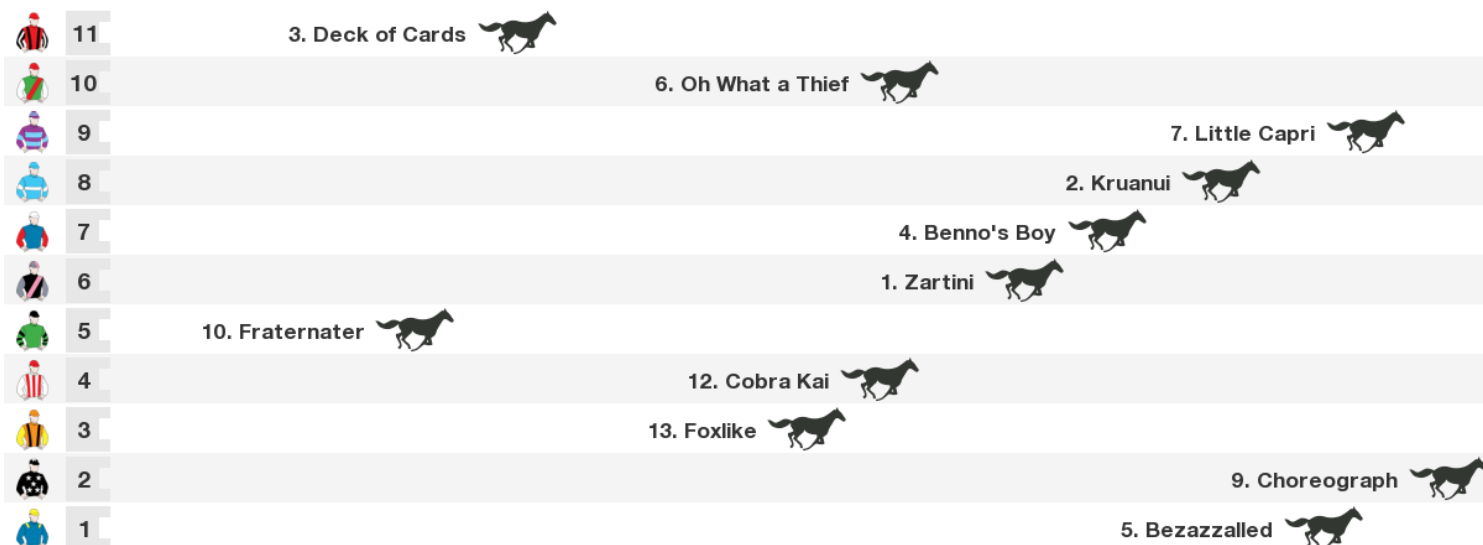 11 3. Deck of Cards
10 6. Oh What a Thief
9 7. Little Capri
8 2. Kruanui
7 4. Benno's Boy
6 1. Zartini
5 10. Fraternater
4 12. Cobra Kai
3 13. Foxlike
2 9. Choreograph
1 5. Bezazzalled